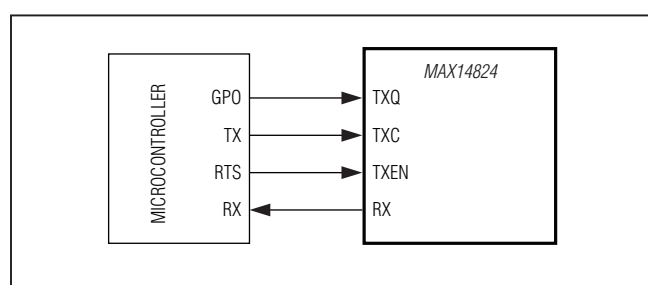 MAX14824
MICROCONTROLLER
GPO TXQ
TX TXC
RTS TXEN
RX RX